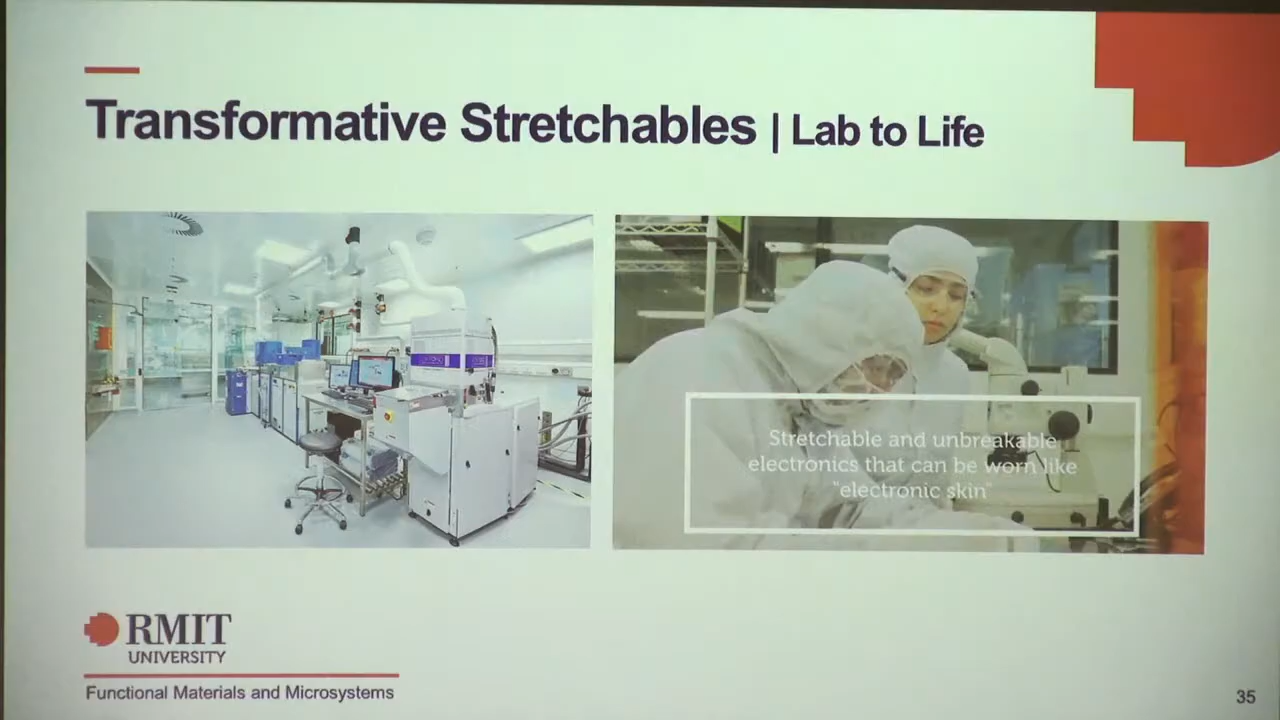 Transformative Stretchables | Lab to Life
Stretchable and unbreakable
electronics that can be worn like
"electronic skin"
RMIT
UNIVERSITY
Functional Materials and Microsystems
35